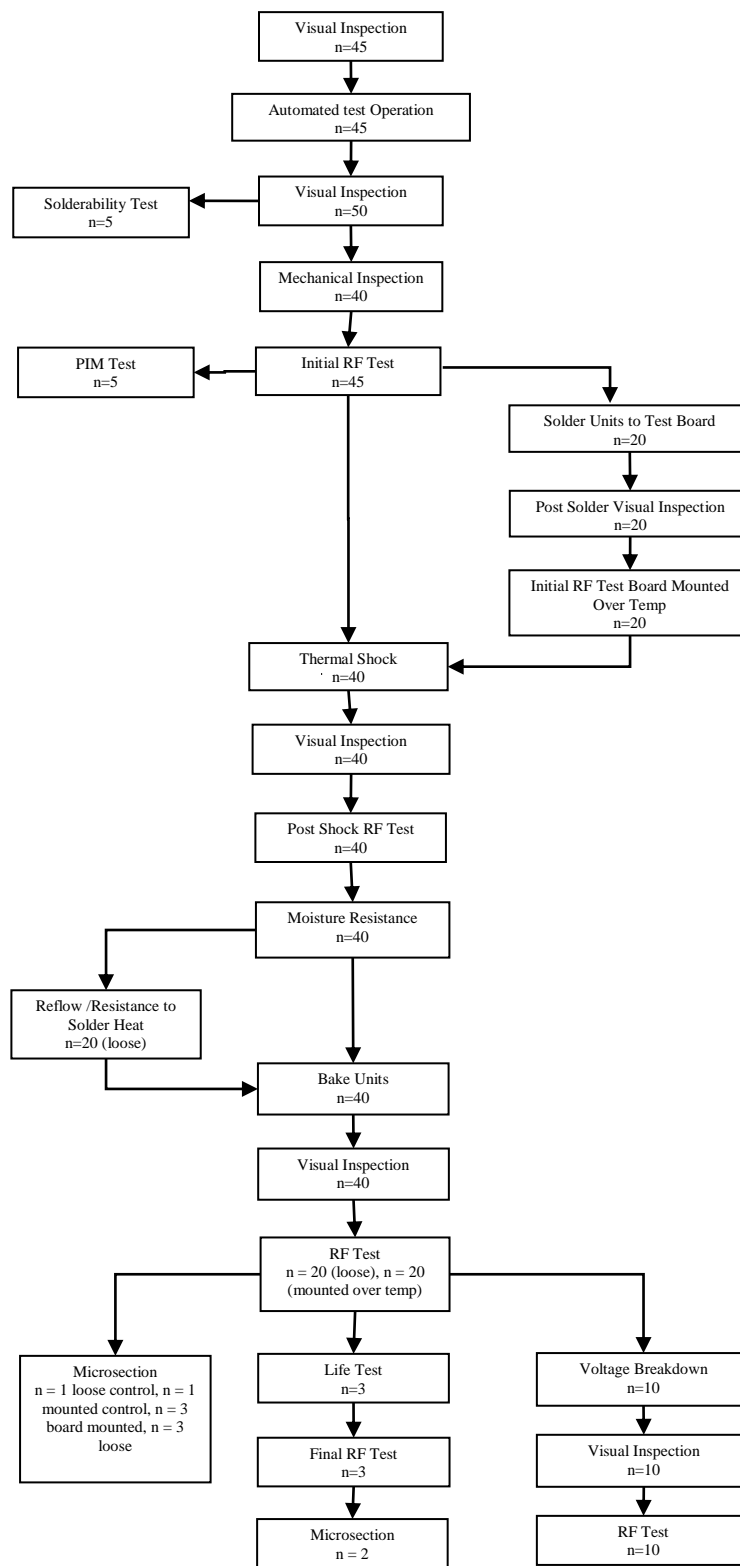 Visual Inspection
n=45
Automated test Operation
n=45
Visual Inspection
n=50
Solderability Test
n=5
Mechanical Inspection
n=40
PIM Test
n=5
Initial RF Test
n=45
Solder Units to Test Board
n=20
Post Solder Visual Inspection
n=20
Initial RF Test Board Mounted
Over Temp
n=20
Thermal Shock
n=40
Visual Inspection
n=40
Post Shock RF Test
n=40
Moisture Resistance
n=40
Reflow /Resistance to
Solder Heat
n=20 (loose)
Bake Units
n=40
Visual Inspection
n=40
RF Test
n = 20 (loose), n = 20
(mounted over temp)
Microsection
n = 1 loose control, n = 1
mounted control, n = 3
board mounted, n = 3
loose
Life Test
n=3
Final RF Test
n=3
Microsection
n = 2
Voltage Breakdown
n=10
Visual Inspection
n=10
RF Test
n=10